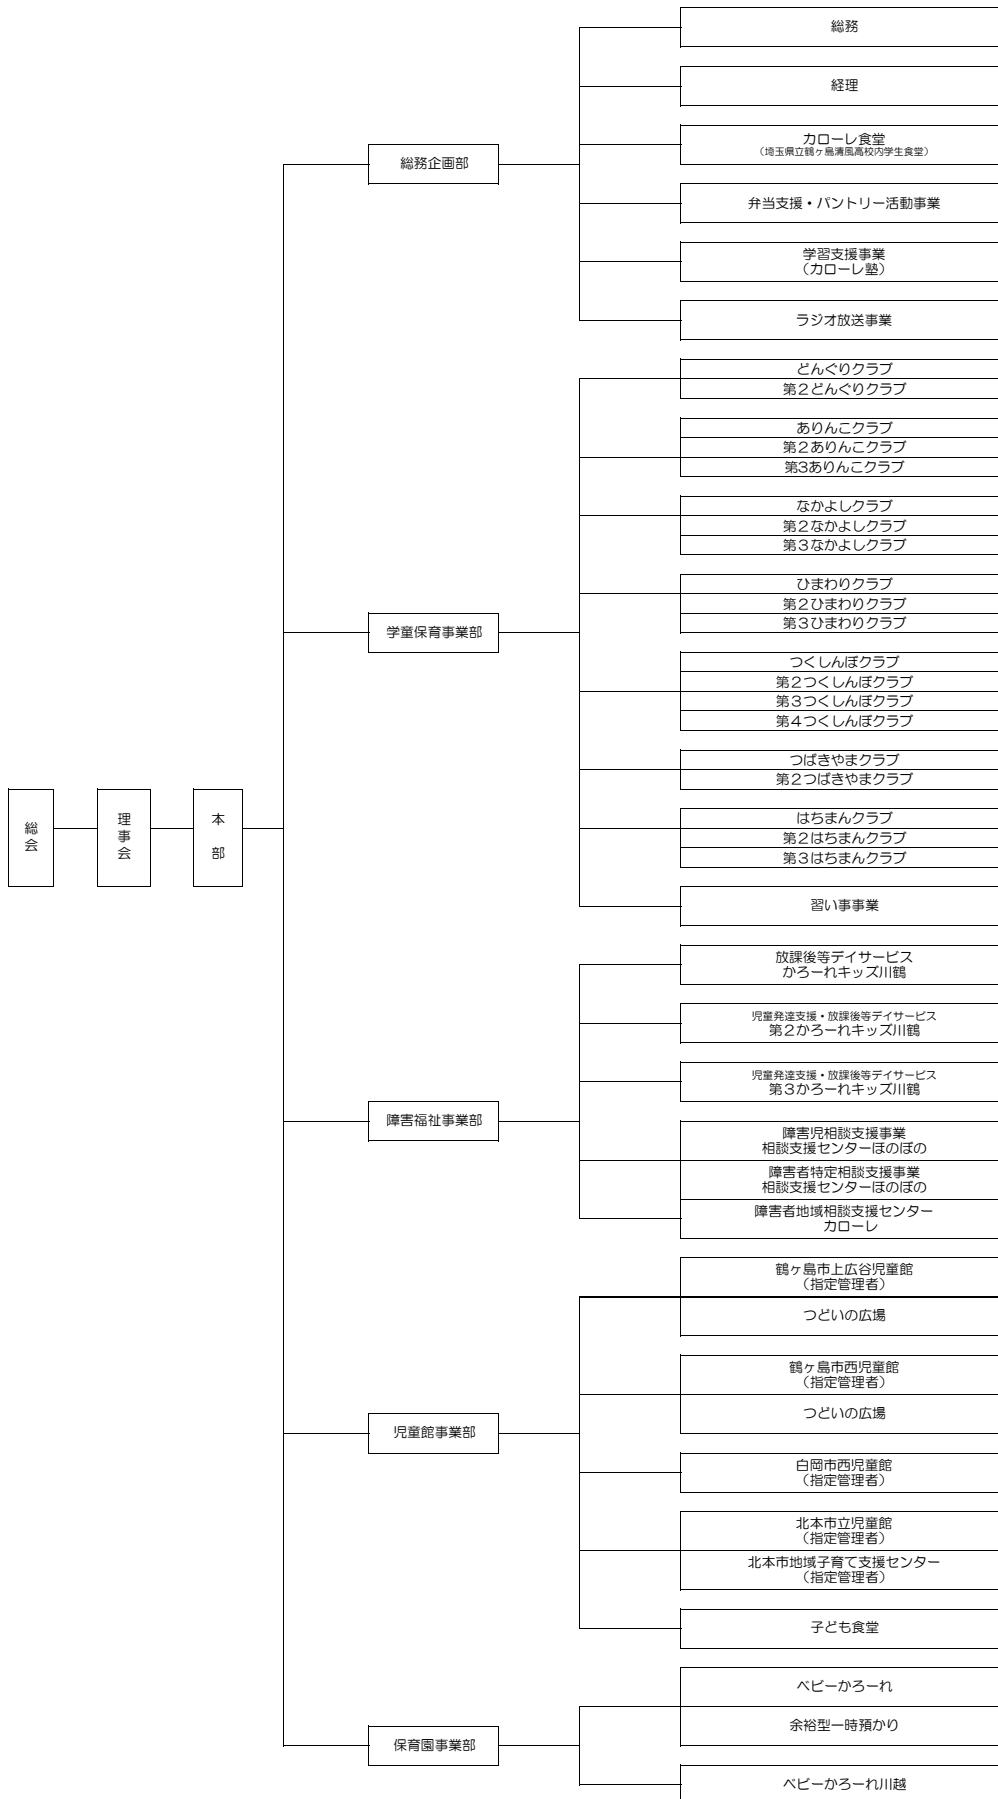 総会
理事会
本部
総務企画部
総務
経理
カローレ食堂
（埼玉県立鶴ヶ島清風高校内学生食堂）
弁当支援・パントリー活動事業
学習支援事業
（カローレ塾）
ラジオ放送事業
学童保育事業部
どんぐりクラブ
第２どんぐりクラブ
ありんこクラブ
第２ありんこクラブ
第3ありんこクラブ
なかよしクラブ
第２なかよしクラブ
第３なかよしクラブ
ひまわりクラブ
第２ひまわりクラブ
第３ひまわりクラブ
つくしんぼクラブ
第２つくしんぼクラブ
第３つくしんぼクラブ
第４つくしんぼクラブ
つばきやまクラブ
第２つばきやまクラブ
はちまんクラブ
第２はちまんクラブ
第３はちまんクラブ
習い事事業
障害福祉事業部
放課後等デイサービス
かろーれキッズ川鶴
児童発達支援・放課後等デイサービス
第２かろーれキッズ川鶴
児童発達支援・放課後等デイサービス
第３かろーれキッズ川鶴
障害児相談支援事業
相談支援センターほのぼの
障害者特定相談支援事業
相談支援センターほのぼの
障害者地域相談支援センター
カローレ
児童館事業部
鶴ヶ島市上広谷児童館
（指定管理者）
つどいの広場
鶴ヶ島市西児童館
（指定管理者）
つどいの広場
白岡市西児童館
（指定管理者）
北本市立児童館
（指定管理者）
北本市地域子育て支援センター
（指定管理者）
子ども食堂
保育園事業部
ベビーかろーれ
余裕型一時預かり
ベビーかろーれ川越